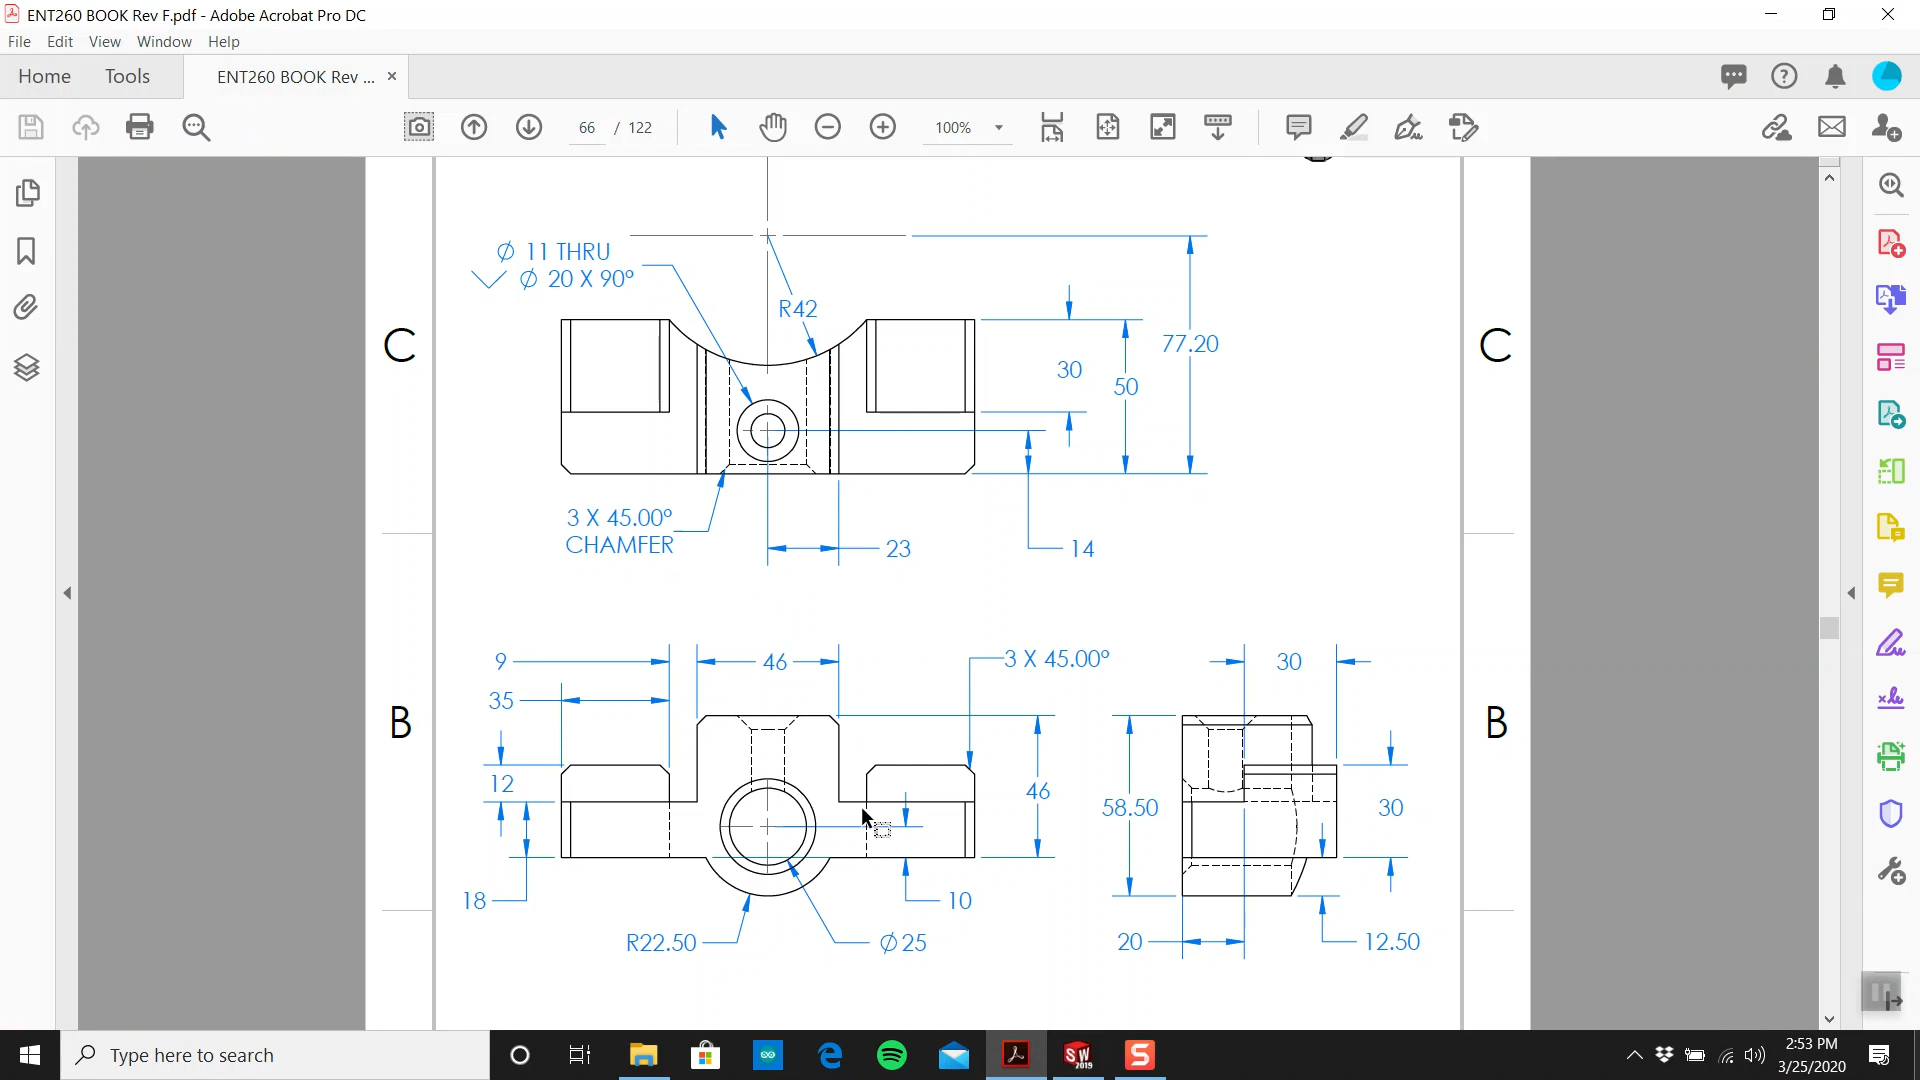 ENT260 BOOK Rev F.pdf - Adobe Acrobat Pro DC
File Edit View Window Help
Home Tools ENT260 BOOK Rev ... ×
66 / 122 100%
∅ 11 THRU
⌵ ∅ 20 X 90°
R42
C
C
77.20
30
50
3 X 45.00°
CHAMFER
23
14
9
46
3 X 45.00°
30
35
B
B
12
46
58.50
30
18
10
R22.50
∅25
20
12.50
Type here to search
SW
2019
S
2:53 PM
3/25/2020